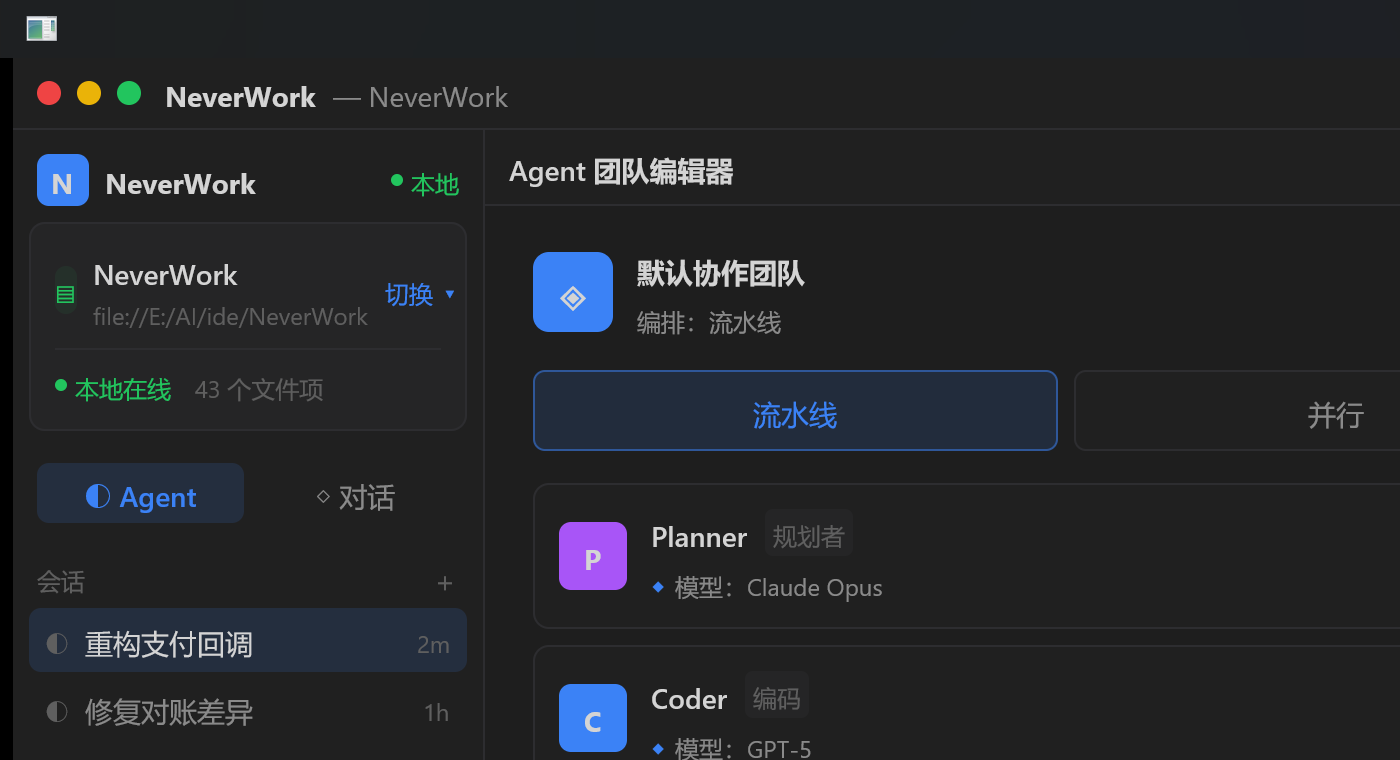 NeverWork — NeverWork
N NeverWork 本地
NeverWork
file://E:/AI/ide/NeverWork
切换
本地在线 43 个文件项
Agent 对话
会话 +
重构支付回调 2m
修复对账差异 1h
Agent 团队编辑器
默认协作团队
编排：流水线
流水线 并行
P Planner 规划者
模型：Claude Opus
C Coder 编码
模型：GPT-5